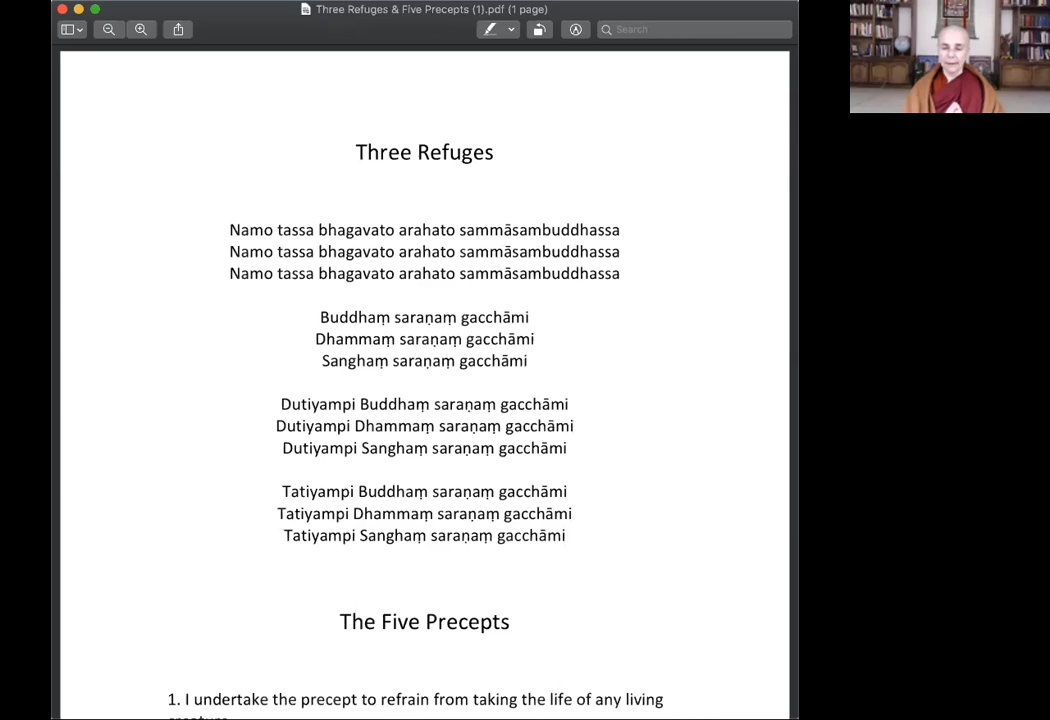 Three Refuges & Five Precepts (1).pdf (1 page)
Search
Three Refuges
Namo tassa bhagavato arahato sammāsambuddhassa
Namo tassa bhagavato arahato sammāsambuddhassa
Namo tassa bhagavato arahato sammāsambuddhassa
Buddhaṃ saraṇaṃ gacchāmi
Dhammaṃ saraṇaṃ gacchāmi
Sanghaṃ saraṇaṃ gacchāmi
Dutiyampi Buddhaṃ saraṇaṃ gacchāmi
Dutiyampi Dhammaṃ saraṇaṃ gacchāmi
Dutiyampi Sanghaṃ saraṇaṃ gacchāmi
Tatiyampi Buddhaṃ saraṇaṃ gacchāmi
Tatiyampi Dhammaṃ saraṇaṃ gacchāmi
Tatiyampi Sanghaṃ saraṇaṃ gacchāmi
The Five Precepts
1. I undertake the precept to refrain from taking the life of any living